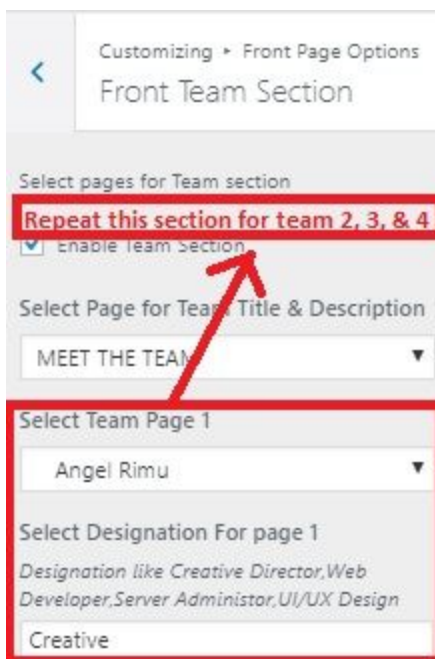 Customizing ▸ Front Page Options
Front Team Section
Select pages for Team section
Repeat this section for team 2, 3, & 4
Enable Team Section
Select Page for Team Title & Description
MEET THE TEAM
Select Team Page 1
Angel Rimu
Select Designation For page 1
Designation like Creative Director,Web
Developer,Server Administor,UI/UX Design
Creative